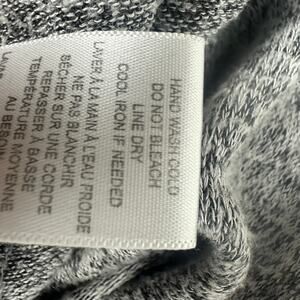 HAND WASH COLD
DO NOT BLEACH
LINE DRY
COOL IRON IF NEEDED
LAVER À LA MAIN À L'EAU FROIDE
NE PAS BLANCHIR
SÉCHER SUR UNE CORDE
REPASSER À BASSE
TEMPÉRATURE
AU BESOIN